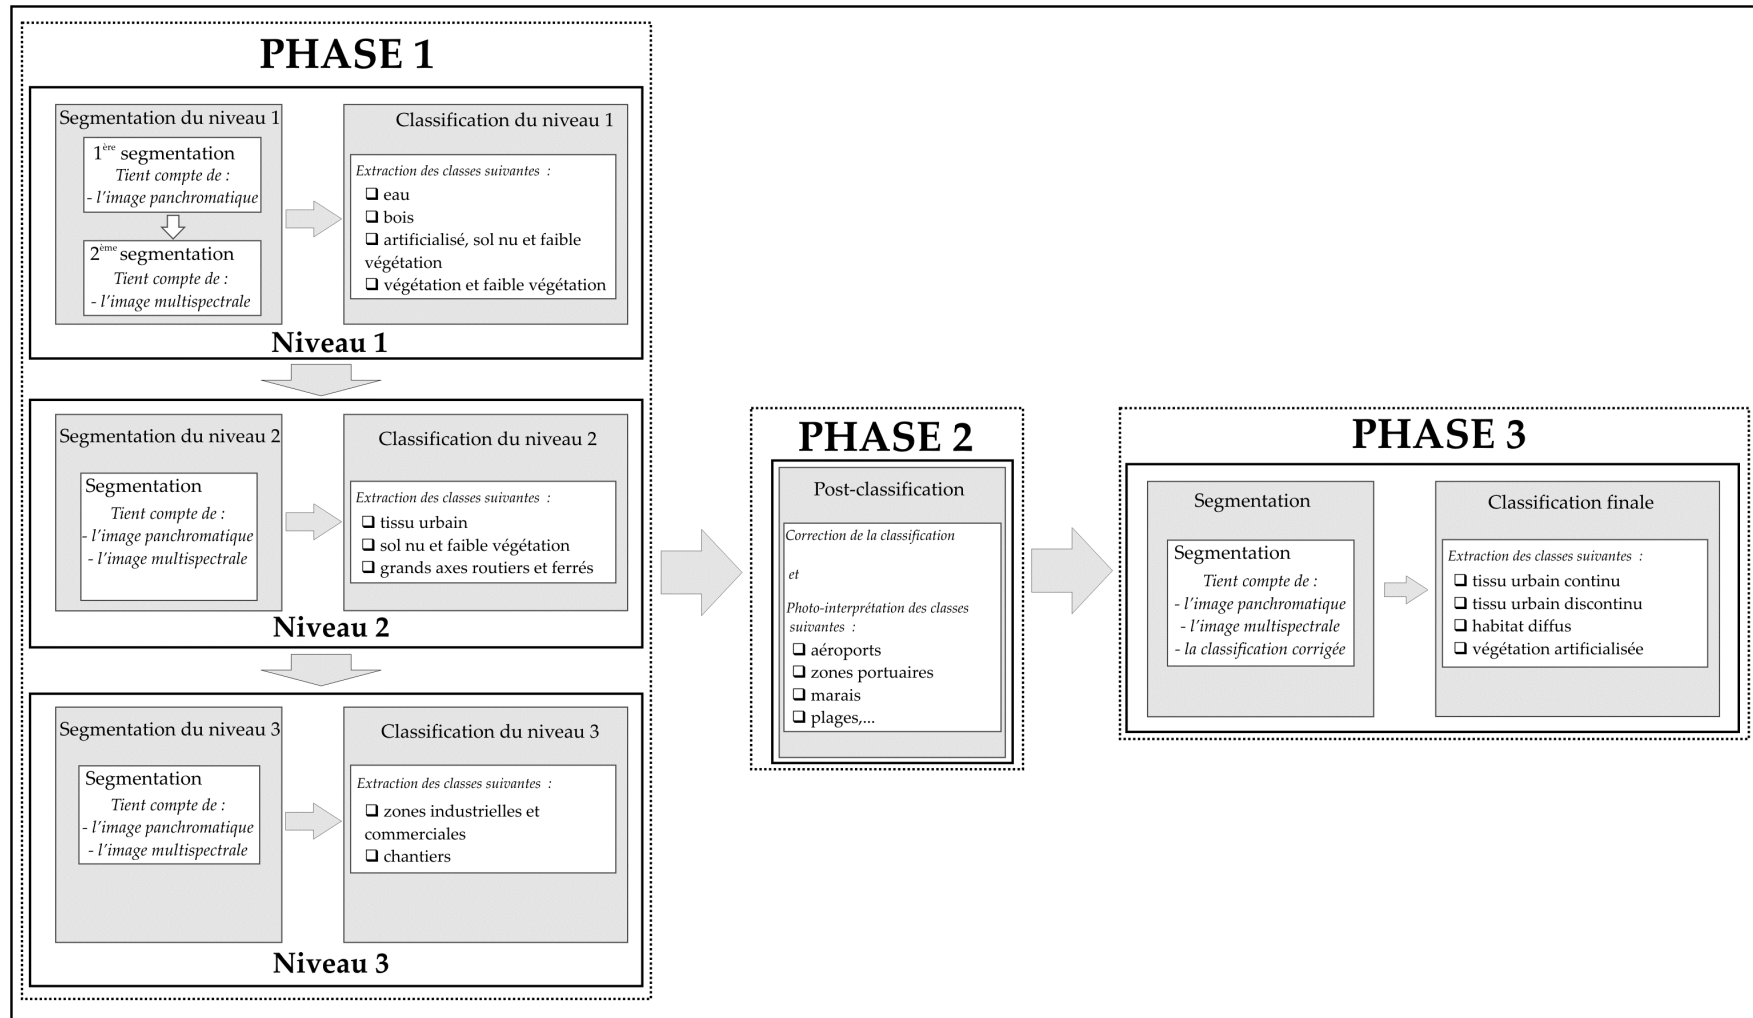 PHASE 1
Segmentation du niveau 1
1ère segmentation
Tient compte de :
- l'image panchromatique
2ème segmentation
Tient compte de :
- l'image multispectrale
Classification du niveau 1
Extraction des classes suivantes :
❑ eau
❑ bois
❑ artificialisé, sol nu et faible
végétation
❑ végétation et faible végétation
Niveau 1
Segmentation du niveau 2
Segmentation
Tient compte de :
- l'image panchromatique
- l'image multispectrale
Classification du niveau 2
Extraction des classes suivantes :
❑ tissu urbain
❑ sol nu et faible végétation
❑ grands axes routiers et ferrés
Niveau 2
Segmentation du niveau 3
Segmentation
Tient compte de :
- l'image panchromatique
- l'image multispectrale
Classification du niveau 3
Extraction des classes suivantes :
❑ zones industrielles et
commerciales
❑ chantiers
Niveau 3
PHASE 2
Post-classification
Correction de la classification
et
Photo-interprétation des classes
suivantes :
❑ aéroports
❑ zones portuaires
❑ marais
❑ plages,...
PHASE 3
Segmentation
Segmentation
Tient compte de :
- l'image panchromatique
- l'image multispectrale
- la classification corrigée
Classification finale
Extraction des classes suivantes :
❑ tissu urbain continu
❑ tissu urbain discontinu
❑ habitat diffus
❑ végétation artificialisée